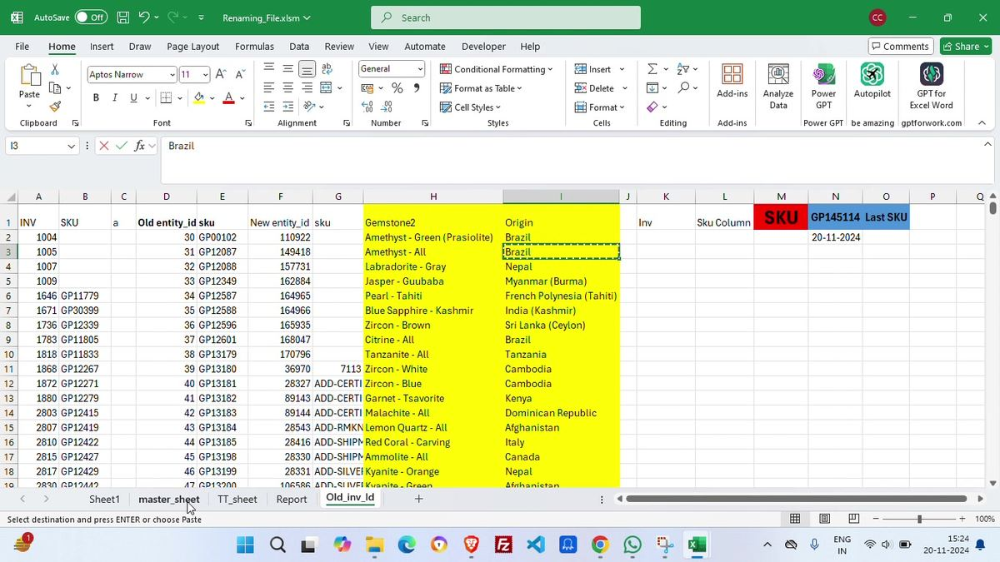 AutoSave Off Renaming_File.xlsm Search CC
File Home Insert Draw Page Layout Formulas Data Review View Automate Developer Help Comments Share
Paste Aptos Narrow 11 General Conditional Formatting Insert
Format as Table Delete
B I U Cell Styles Format
Add-ins Analyze Data Power GPT Autopilot GPT for Excel Word
Clipboard Font Alignment Number Styles Cells Editing Add-ins Power GPT be amazing gptforwork.com
I3 fx Brazil
A B C D E F G H I J K L M N O P Q
1 INV SKU a Old entity_id sku New entity_id sku Gemstone2 Origin Inv Sku Column SKU GP145114 Last SKU
2 1004 30 GP00102 110922 Amethyst - Green (Prasiolite) Brazil 20-11-2024
3 1005 31 GP12087 149418 Amethyst - All Brazil
4 1007 32 GP12088 157731 Labradorite - Gray Nepal
5 1009 33 GP12349 162884 Jasper - Guubaba Myanmar (Burma)
6 1646 GP11779 34 GP12587 164965 Pearl - Tahiti French Polynesia (Tahiti)
7 1671 GP30399 35 GP12588 164966 Blue Sapphire - Kashmir India (Kashmir)
8 1736 GP12339 36 GP12596 165935 Zircon - Brown Sri Lanka (Ceylon)
9 1783 GP11805 37 GP12601 168047 Citrine - All Brazil
10 1818 GP11833 38 GP13179 170796 Tanzanite - All Tanzania
11 1868 GP12267 39 GP13180 36970 7113 Zircon - White Cambodia
12 1872 GP12271 40 GP13181 28327 ADD-CERTI Zircon - Blue Cambodia
13 1880 GP12279 41 GP13182 89143 ADD-CERTI Garnet - Tsavorite Kenya
14 2803 GP12415 42 GP13183 89144 ADD-CERTI Malachite - All Dominican Republic
15 2807 GP12419 43 GP13184 28543 ADD-RMKN Lemon Quartz - All Afghanistan
16 2810 GP12422 44 GP13185 28416 ADD-SHIPM Red Coral - Carving Italy
17 2815 GP12427 45 GP13198 28330 ADD-SHIPM Ammolite - All Canada
18 2817 GP12429 46 GP13199 28331 ADD-SILVEI Kyanite - Orange Nepal
19 2830 GP12442 47 GP13200 106586 ADD-SILVEI Kyanite - Green Afghanistan
Sheet1 master_sheet TT_sheet Report Old_inv_Id
Select destination and press ENTER or choose Paste 100%
1 ENG IN 15:24 20-11-2024